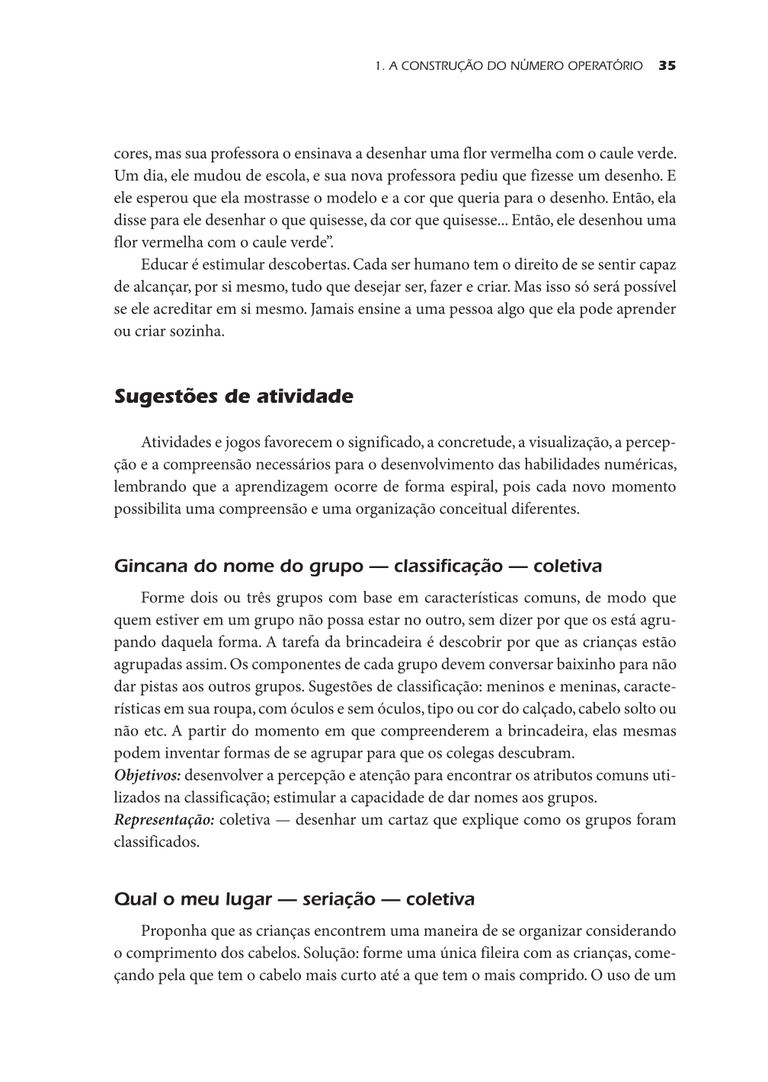 1. A CONSTRUÇÃO DO NÚMERO OPERATÓRIO 35
cores, mas sua professora o ensinava a desenhar uma flor vermelha com o caule verde.
Um dia, ele mudou de escola, e sua nova professora pediu que fizesse um desenho. E
ele esperou que ela mostrasse o modelo e a cor que queria para o desenho. Então, ela
disse para ele desenhar o que quisesse, da cor que quisesse... Então, ele desenhou uma
flor vermelha com o caule verde”.
Educar é estimular descobertas. Cada ser humano tem o direito de se sentir capaz
de alcançar, por si mesmo, tudo que desejar ser, fazer e criar. Mas isso só será possível
se ele acreditar em si mesmo. Jamais ensine a uma pessoa algo que ela pode aprender
ou criar sozinha.
Sugestões de atividade
Atividades e jogos favorecem o significado, a concretude, a visualização, a percep-
ção e a compreensão necessários para o desenvolvimento das habilidades numéricas,
lembrando que a aprendizagem ocorre de forma espiral, pois cada novo momento
possibilita uma compreensão e uma organização conceitual diferentes.
Gincana do nome do grupo — classificação — coletiva
Forme dois ou três grupos com base em características comuns, de modo que
quem estiver em um grupo não possa estar no outro, sem dizer por que os está agru-
pando daquela forma. A tarefa da brincadeira é descobrir por que as crianças estão
agrupadas assim. Os componentes de cada grupo devem conversar baixinho para não
dar pistas aos outros grupos. Sugestões de classificação: meninos e meninas, caracte-
rísticas em sua roupa, com óculos e sem óculos, tipo ou cor do calçado, cabelo solto ou
não etc. A partir do momento em que compreenderem a brincadeira, elas mesmas
podem inventar formas de se agrupar para que os colegas descubram.
Objetivos: desenvolver a percepção e atenção para encontrar os atributos comuns uti-
lizados na classificação; estimular a capacidade de dar nomes aos grupos.
Representação: coletiva — desenhar um cartaz que explique como os grupos foram
classificados.
Qual o meu lugar — seriação — coletiva
Proponha que as crianças encontrem uma maneira de se organizar considerando
o comprimento dos cabelos. Solução: forme uma única fileira com as crianças, come-
çando pela que tem o cabelo mais curto até a que tem o mais comprido. O uso de um